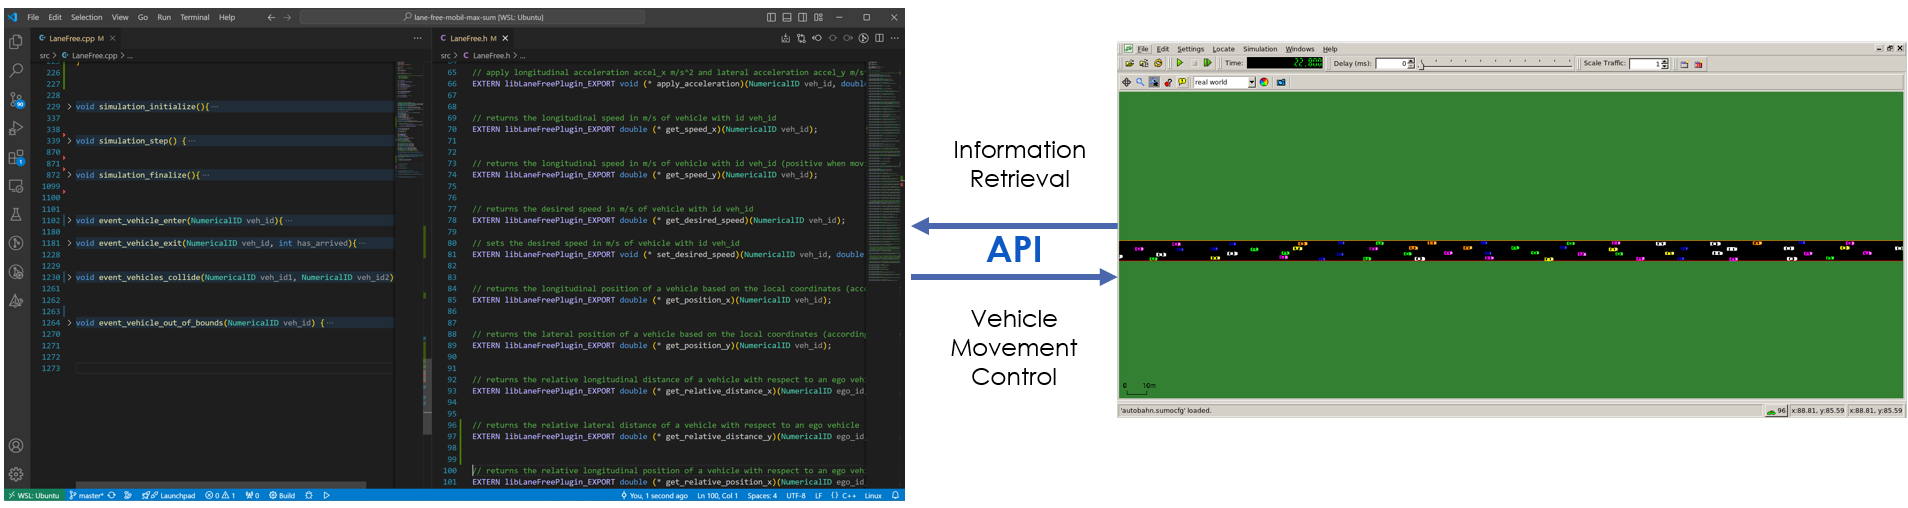 File Edit Selection View Go Run Terminal Help
lane-free-mobil-max-sum [WSL: Ubuntu]
LaneFree.cpp M
src > LaneFree.cpp > ...
226
227
228
229 > void simulation_initialize(){ ...
337
338
339 > void simulation_step() { ...
870
871
872 > void simulation_finalize(){ ...
1099
1100
1101
1102 > void event_vehicle_enter(NumericalID veh_id){ ...
1180
1181 > void event_vehicle_exit(NumericalID veh_id, int has_arrived){ ...
1228
1229
1230 > void event_vehicles_collide(NumericalID veh_id1, NumericalID veh_id2)
1261
1262
1263
1264 > void event_vehicle_out_of_bounds(NumericalID veh_id) { ...
1270
1271
1272
1273
LaneFree.h M
src > LaneFree.h > ...
65 // apply longitudinal acceleration accel_x m/s^2 and lateral acceleration accel_y m/s
66 EXTERN libLaneFreePlugin_EXPORT void (* apply_acceleration)(NumericalID veh_id, doubl
67
68
69 // returns the longitudinal speed in m/s of vehicle with id veh_id
70 EXTERN libLaneFreePlugin_EXPORT double (* get_speed_x)(NumericalID veh_id);
71
72
73 // returns the longitudinal speed in m/s of vehicle with id veh_id (positive when mov
74 EXTERN libLaneFreePlugin_EXPORT double (* get_speed_y)(NumericalID veh_id);
75
76
77 // returns the desired speed in m/s of vehicle with id veh_id
78 EXTERN libLaneFreePlugin_EXPORT double (* get_desired_speed)(NumericalID veh_id);
79
80 // sets the desired speed in m/s of vehicle with id veh_id
81 EXTERN libLaneFreePlugin_EXPORT void (* set_desired_speed)(NumericalID veh_id, double
82
83
84 // returns the longitudinal position of a vehicle based on the local coordinates (acc
85 EXTERN libLaneFreePlugin_EXPORT double (* get_position_x)(NumericalID veh_id);
86
87
88 // returns the lateral position of a vehicle based on the local coordinates (according
89 EXTERN libLaneFreePlugin_EXPORT double (* get_position_y)(NumericalID veh_id);
90
91
92 // returns the relative longitudinal distance of a vehicle with respect to an ego veh
93 EXTERN libLaneFreePlugin_EXPORT double (* get_relative_distance_x)(NumericalID ego_id
94
95
96 // returns the relative lateral distance of a vehicle with respect to an ego vehicle
97 EXTERN libLaneFreePlugin_EXPORT double (* get_relative_distance_y)(NumericalID ego_id
98
99
100 // returns the relative longitudinal position of a vehicle with respect to an ego veh
101 EXTERN libLaneFreePlugin_EXPORT double (* get_relative_position_x)(NumericalID ego_id
WSL: Ubuntu master* Launchpad 0 1 0 Build You, 1 second ago Ln 100, Col 1 Spaces: 4 UTF-8 LF {} C++ Linux
Information
Retrieval
API
Vehicle
Movement
Control
File Edit Settings Locate Simulation Windows Help
Time: 22.800 Delay (ms): 0 Scale Traffic: 1
real world
0 10m
'autobahn.sumocfg' loaded. 96 x:88.81, y:85.59 x:88.81, y:85.59